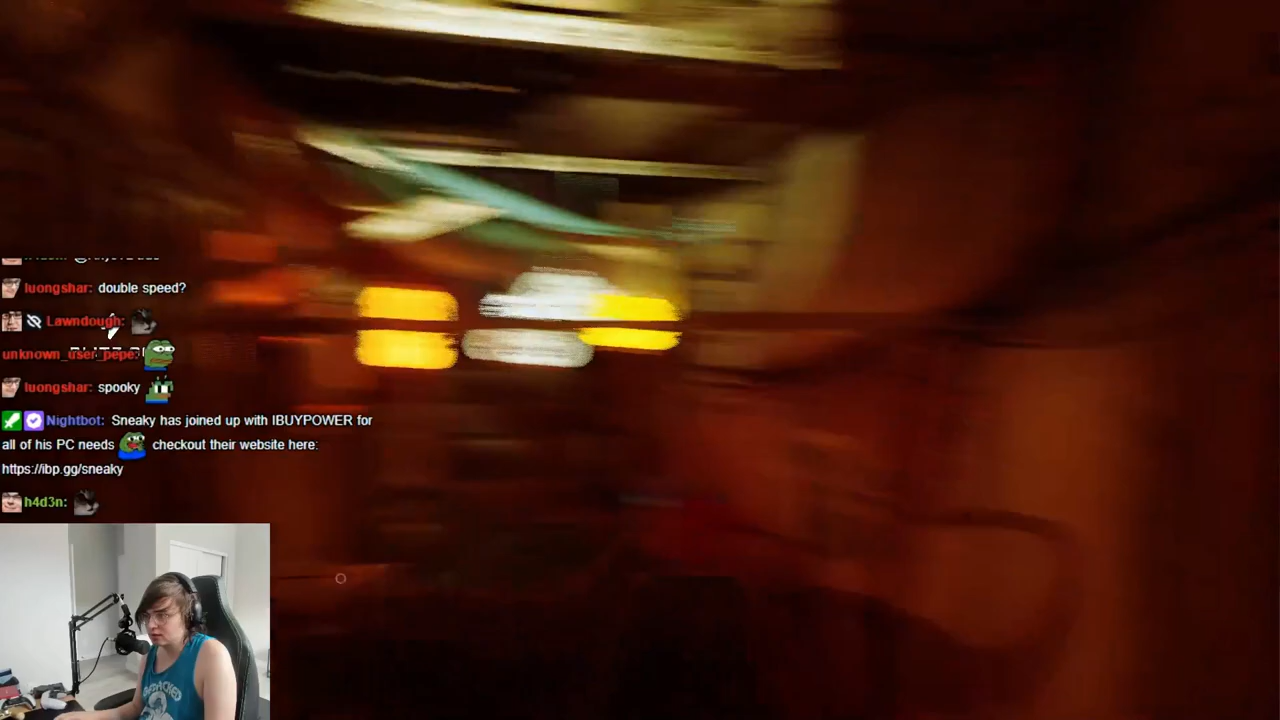 luongshar: double speed?
Lawndough:
unknown_user_pepe:
luongshar: spooky
Nightbot: Sneaky has joined up with IBUYPOWER for
all of his PC needs checkout their website here:
https://ibp.gg/sneaky
h4d3n: